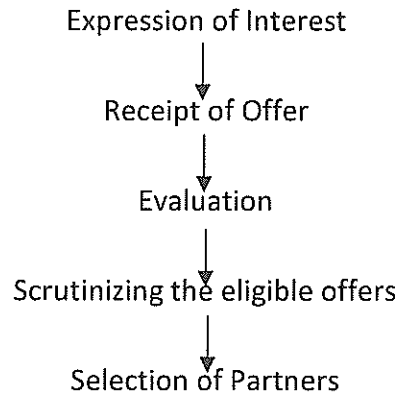 Expression of Interest
Receipt of Offer
Evaluation
Scrutinizing the eligible offers
Selection of Partners